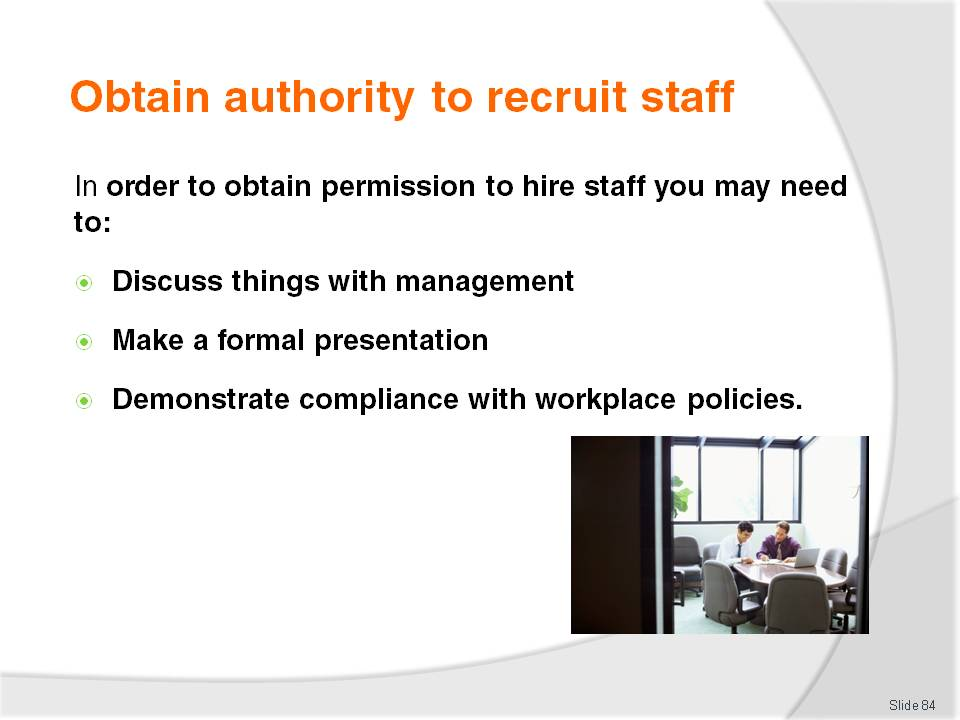 Obtain authority to recruit staff
In order to obtain permission to hire staff you may need
to:
Discuss things with management
Make a formal presentation
Demonstrate compliance with workplace policies.
Slide 84